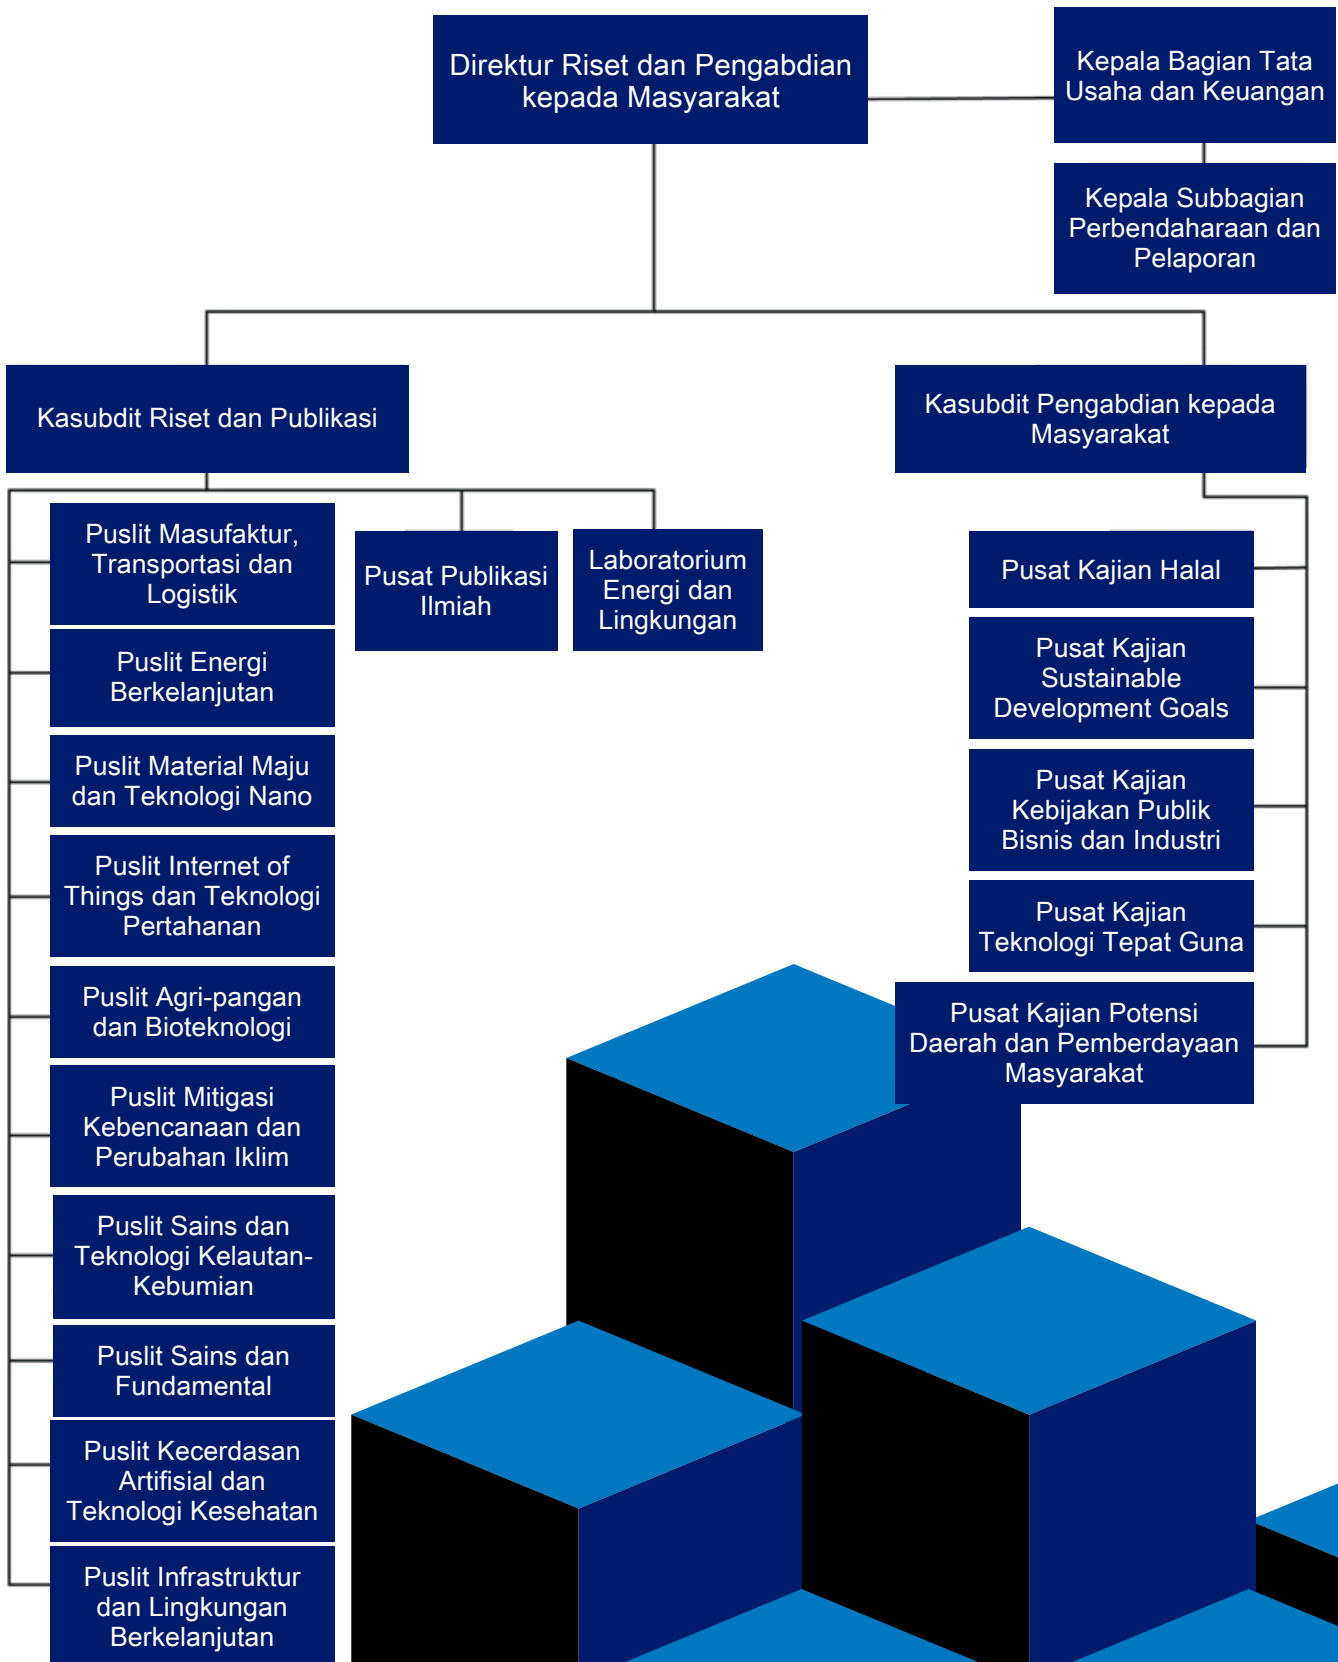 Direktur Riset dan Pengabdian
kepada Masyarakat
Kepala Bagian Tata
Usaha dan Keuangan
Kepala Subbagian
Perbendaharaan dan
Pelaporan
Kasubdit Riset dan Publikasi
Kasubdit Pengabdian kepada
Masyarakat
Puslit Masufaktur,
Transportasi dan
Logistik
Puslit Energi
Berkelanjutan
Puslit Material Maju
dan Teknologi Nano
Puslit Internet of
Things dan Teknologi
Pertahanan
Puslit Agri-pangan
dan Bioteknologi
Puslit Mitigasi
Kebencanaan dan
Perubahan Iklim
Puslit Sains dan
Teknologi Kelautan-
Kebumian
Puslit Sains dan
Fundamental
Puslit Kecerdasan
Artifisial dan
Teknologi Kesehatan
Puslit Infrastruktur
dan Lingkungan
Berkelanjutan
Pusat Publikasi
Ilmiah
Laboratorium
Energi dan
Lingkungan
Pusat Kajian Halal
Pusat Kajian
Sustainable
Development Goals
Pusat Kajian
Kebijakan Publik
Bisnis dan Industri
Pusat Kajian
Teknologi Tepat Guna
Pusat Kajian Potensi
Daerah dan Pemberdayaan
Masyarakat